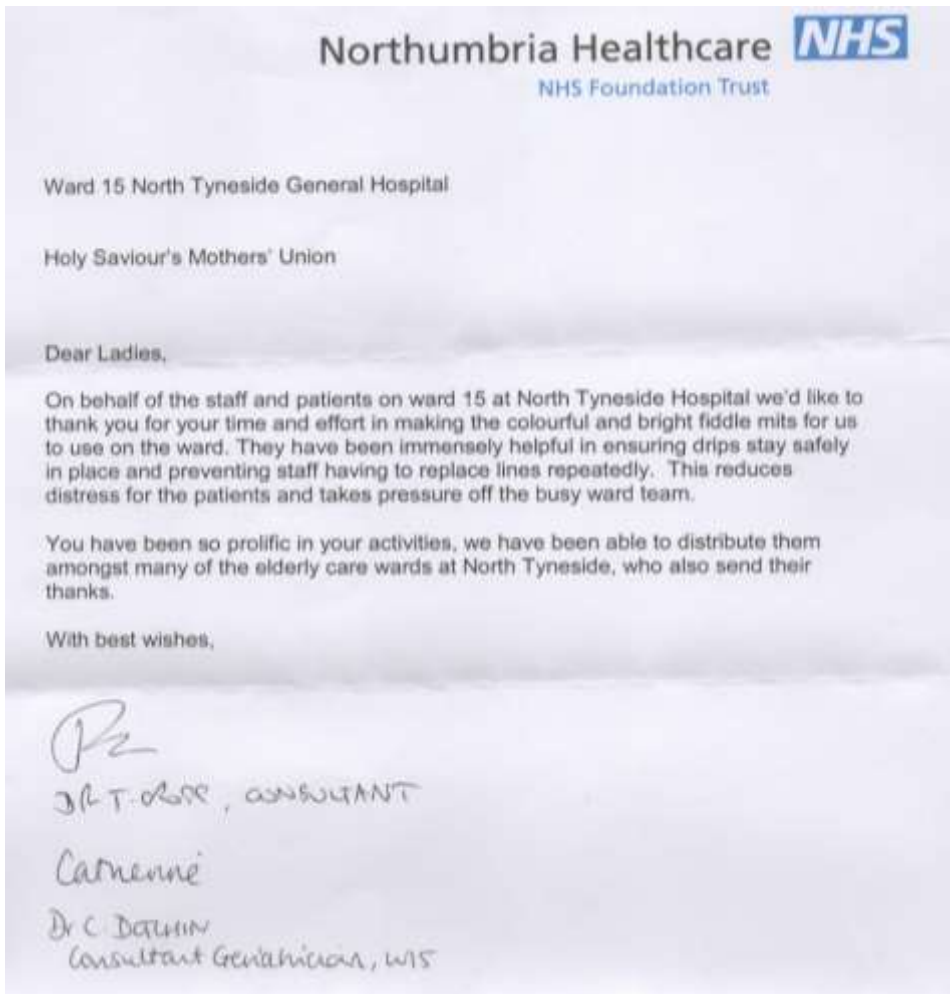 Northumbria Healthcare NHS
NHS Foundation Trust
Ward 15 North Tyneside General Hospital
Holy Saviour's Mothers' Union
Dear Ladies,
On behalf of the staff and patients on ward 15 at North Tyneside Hospital we'd like to
thank you for your time and effort in making the colourful and bright fiddle mits for us
to use on the ward. They have been immensely helpful in ensuring drips stay safely
in place and preventing staff having to replace lines repeatedly. This reduces
distress for the patients and takes pressure off the busy ward team.
You have been so prolific in your activities, we have been able to distribute them
amongst many of the elderly care wards at North Tyneside, who also send their
thanks.
With best wishes,
DR T. , CONSULTANT
Catherine
Dr C
Consultant Geriatrician, W15